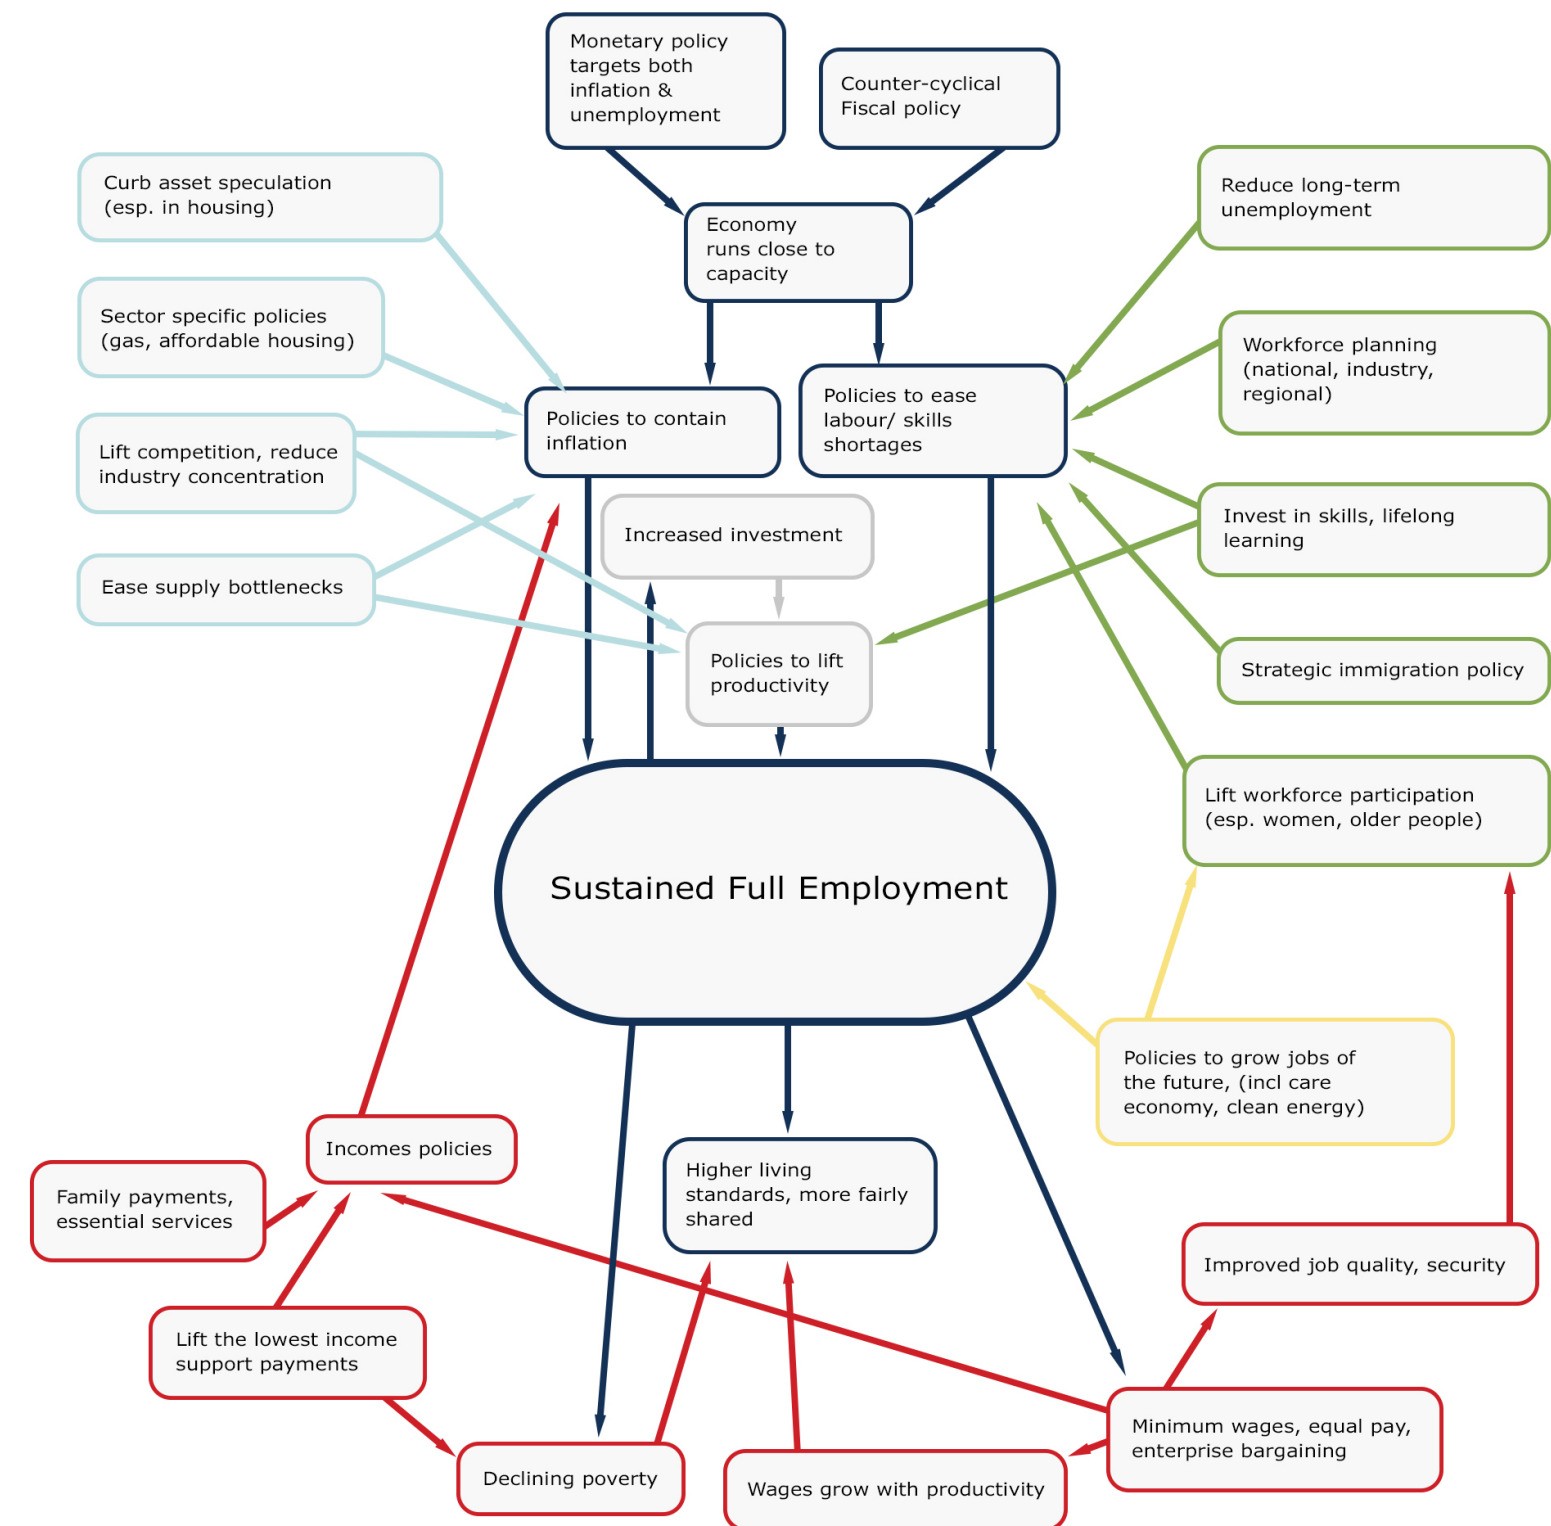 Monetary policy
targets both
inflation &
unemployment
Counter-cyclical
Fiscal policy
Curb asset speculation
(esp. in housing)
Reduce long-term
unemployment
Economy
runs close to
capacity
Sector specific policies
(gas, affordable housing)
Workforce planning
(national, industry,
regional)
Policies to contain
inflation
Policies to ease
labour/ skills
shortages
Lift competition, reduce
industry concentration
Increased investment
Invest in skills, lifelong
learning
Ease supply bottlenecks
Policies to lift
productivity
Strategic immigration policy
Lift workforce participation
(esp. women, older people)
Sustained Full Employment
Policies to grow jobs of
the future, (incl care
economy, clean energy)
Incomes policies
Family payments,
essential services
Higher living
standards, more fairly
shared
Improved job quality, security
Lift the lowest income
support payments
Minimum wages, equal pay,
enterprise bargaining
Declining poverty
Wages grow with productivity